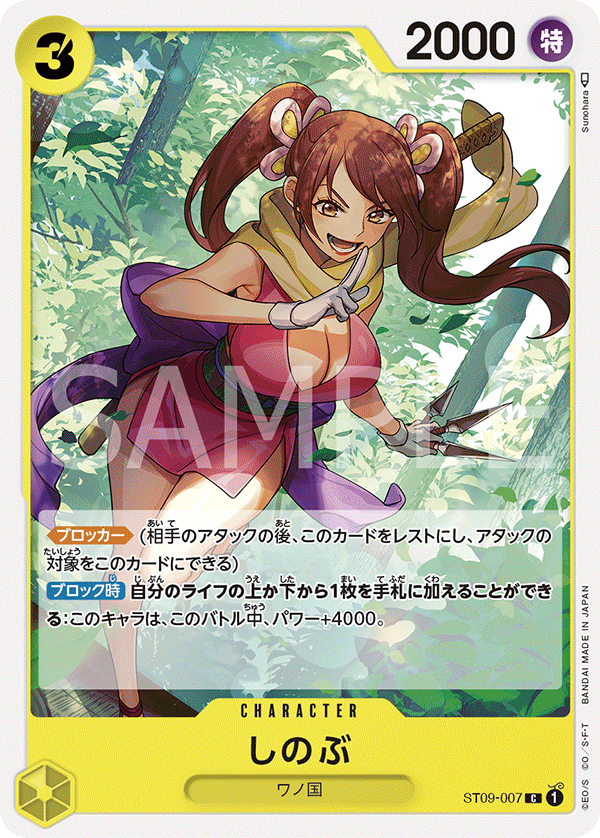 3
2000 特
Sunohara
SAMPLE
ブロッカー (相手のアタックの後、このカードをレストにし、アタックの
対象をこのカードにできる)
ブロック時 自分のライフの上か下から1枚を手札に加えることができ
る:このキャラは、このバトル中、パワー+4000。
CHARACTER
しのぶ
ワノ国
ST09-007 C 1
©E.O/S ©O/S・F・T BANDAI MADE IN JAPAN